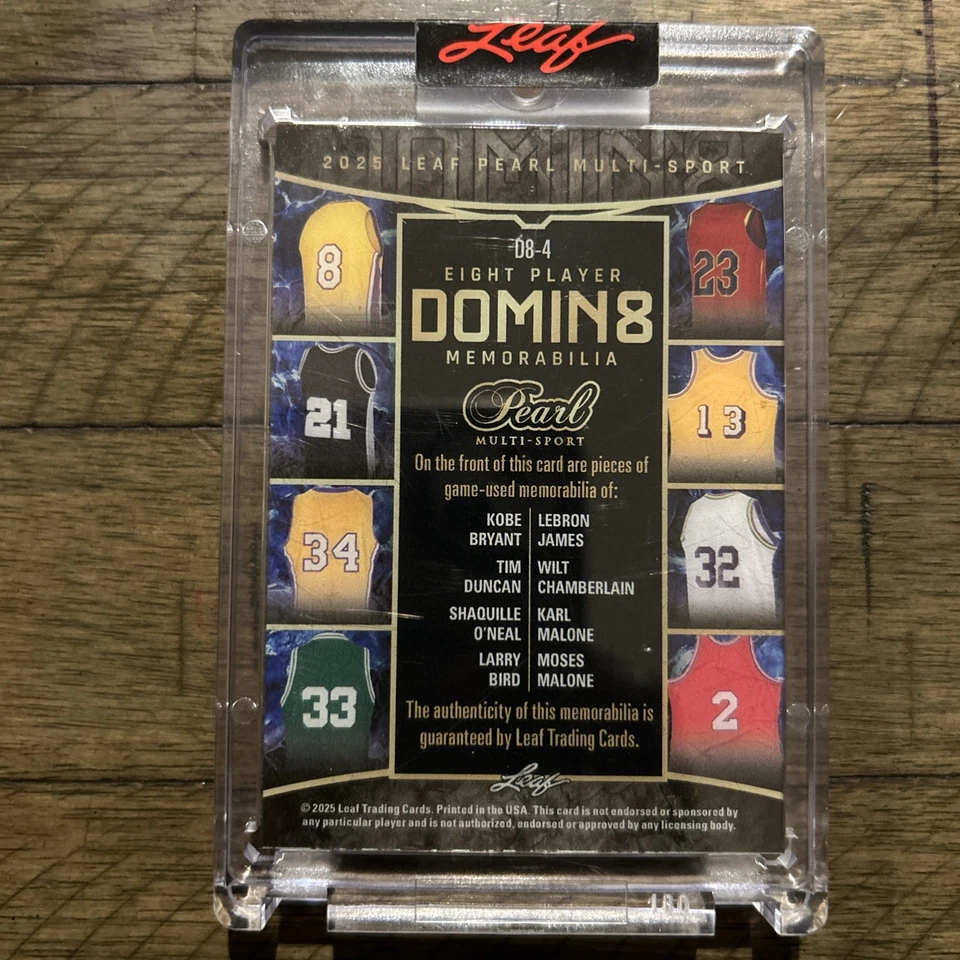 Leaf
2025 LEAF PEARL MULTI-SPORT
D8-4
EIGHT PLAYER
DOMIN8
MEMORABILIA
Pearl
MULTI-SPORT
On the front of this card are pieces of
game-used memorabilia of:
KOBE BRYANT
LEBRON JAMES
TIM DUNCAN
WILT CHAMBERLAIN
SHAQUILLE O'NEAL
KARL MALONE
LARRY BIRD
MOSES MALONE
The authenticity of this memorabilia is
guaranteed by Leaf Trading Cards.
Leaf
© 2025 Leaf Trading Cards. Printed in the USA. This card is not endorsed or sponsored by
any particular player and is not authorized, endorsed or approved by any licensing body.
8
23
21
13
34
32
33
2